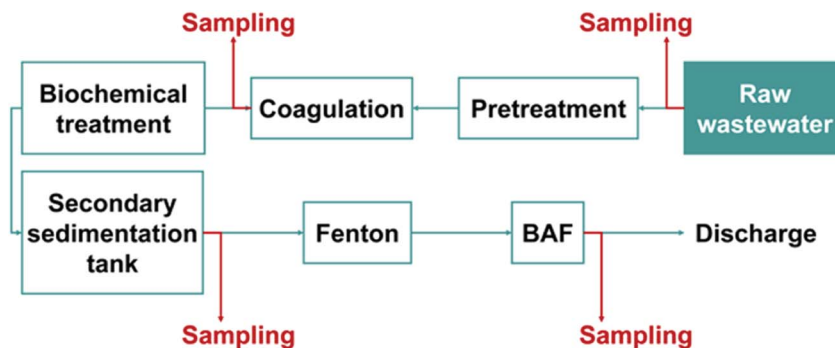 Sampling
Sampling
Biochemical
treatment
Coagulation
Pretreatment
Raw
wastewater
Secondary
sedimentation
tank
Fenton
BAF
Discharge
Sampling
Sampling